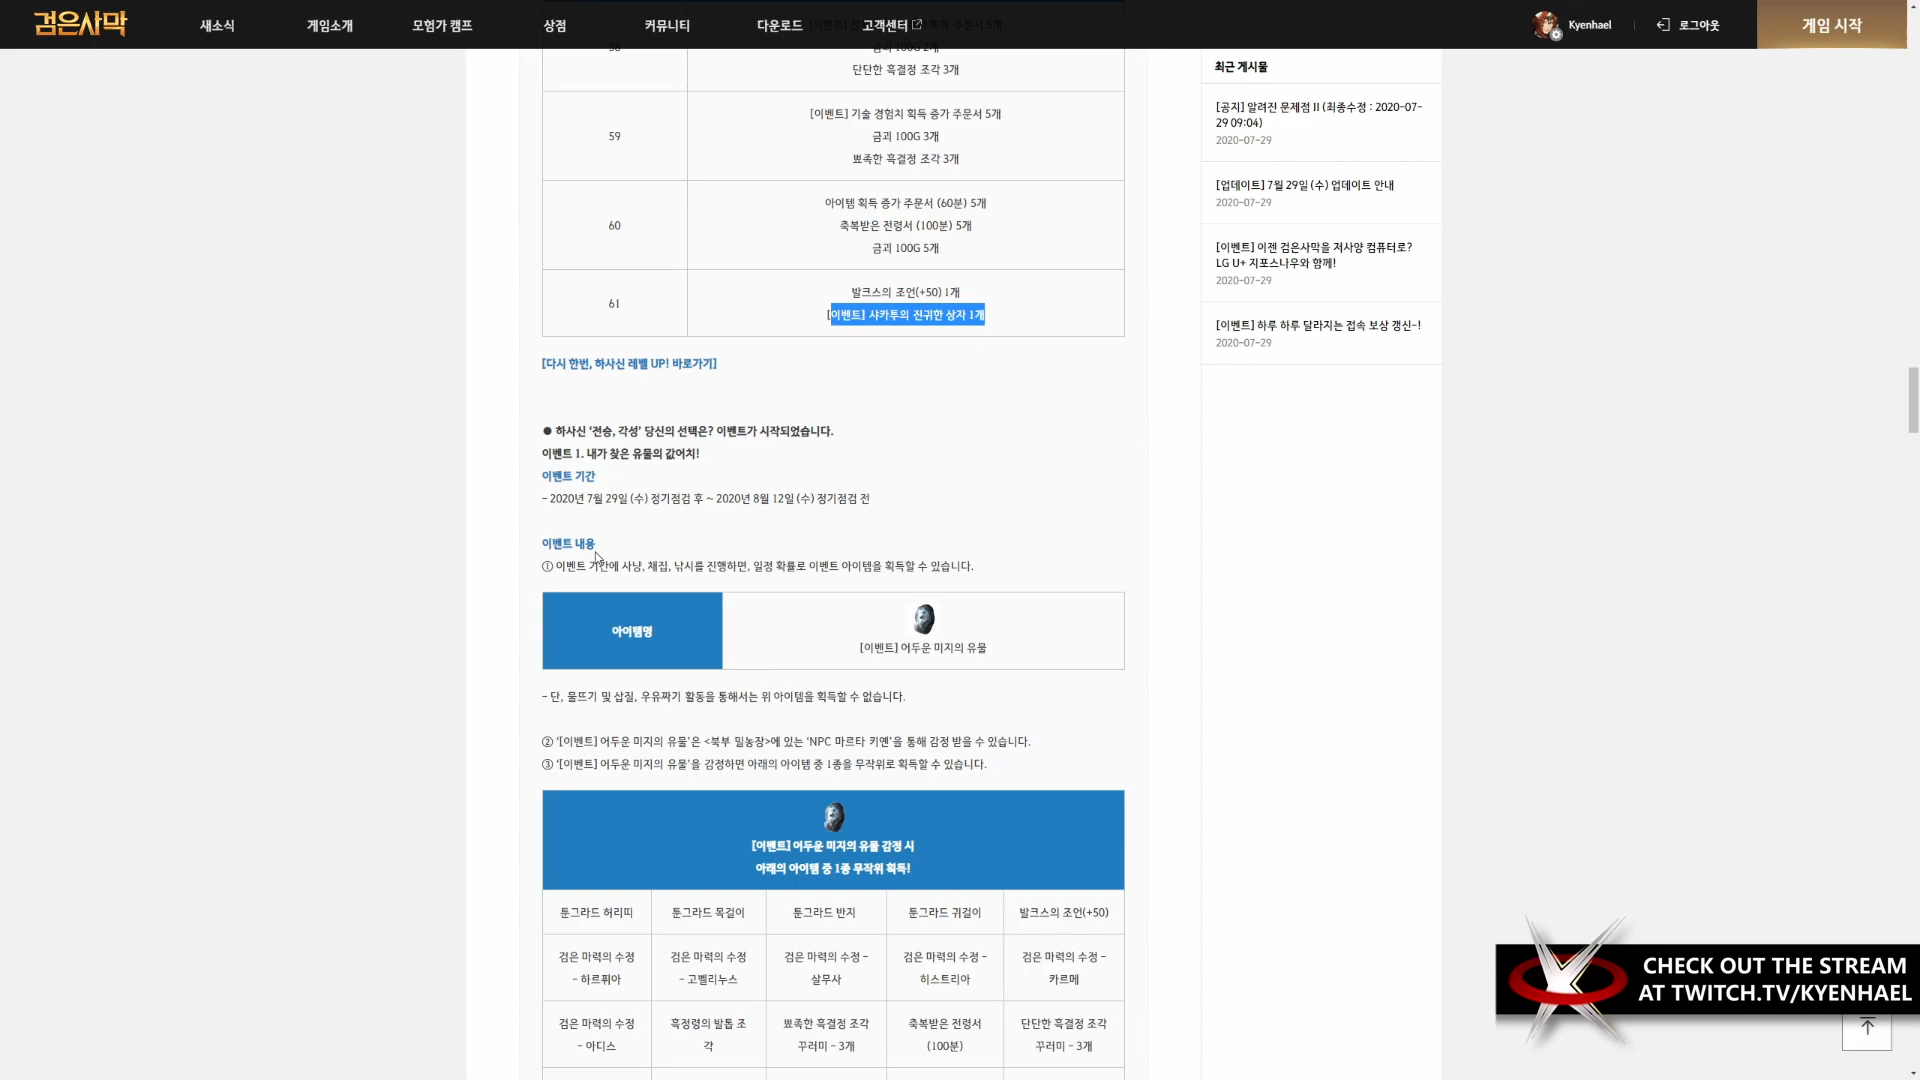 검은사막
새소식
게임소개
모험가 캠프
상점
커뮤니티
다운로드
고객센터
Kyenhael
로그아웃
게임 시작
단단한 흑결정 조각 3개
59
[이벤트] 기술 경험치 획득 증가 주문서 5개
금괴 100G 3개
뾰족한 흑결정 조각 3개
60
아이템 획득 증가 주문서 (60분) 5개
축복받은 전령서 (100분) 5개
금괴 100G 5개
61
발크스의 조언(+50) 1개
[이벤트] 샤카투의 진귀한 상자 1개
[다시 한번, 하사신 레벨 UP! 바로가기]
● 하사신 ‘전승, 각성’ 당신의 선택은? 이벤트가 시작되었습니다.
이벤트 1. 내가 찾은 유물의 값어치!
이벤트 기간
- 2020년 7월 29일 (수) 정기점검 후 ~ 2020년 8월 12일 (수) 정기점검 전
이벤트 내용
① 이벤트 기간에 사냥, 채집, 낚시를 진행하면, 일정 확률로 이벤트 아이템을 획득할 수 있습니다.
아이템명
[이벤트] 어두운 미지의 유물
- 단, 물뜨기 및 삽질, 우유짜기 활동을 통해서는 위 아이템을 획득할 수 없습니다.
② ‘[이벤트] 어두운 미지의 유물’은 <북부 밀농장>에 있는 ‘NPC 마르타 키옌’을 통해 감정 받을 수 있습니다.
③ ‘[이벤트] 어두운 미지의 유물’을 감정하면 아래의 아이템 중 1종을 무작위로 획득할 수 있습니다.
[이벤트] 어두운 미지의 유물 감정 시
아래의 아이템 중 1종 무작위 획득!
툰그라드 허리띠
툰그라드 목걸이
툰그라드 반지
툰그라드 귀걸이
발크스의 조언(+50)
검은 마력의 수정
- 하르퓌아
검은 마력의 수정
- 고벨리누스
검은 마력의 수정 -
살무사
검은 마력의 수정 -
히스트리아
검은 마력의 수정 -
카르메
검은 마력의 수정
- 아디스
흑정령의 발톱 조
각
뾰족한 흑결정 조각
꾸러미 - 3개
축복받은 전령서
(100분)
단단한 흑결정 조각
꾸러미 - 3개
최근 게시물
[공지] 알려진 문제점 II (최종수정 : 2020-07-
29 09:04)
2020-07-29
[업데이트] 7월 29일 (수) 업데이트 안내
2020-07-29
[이벤트] 이젠 검은사막을 저사양 컴퓨터로?
LG U+ 지포스나우와 함께!
2020-07-29
[이벤트] 하루 하루 달라지는 접속 보상 갱신~!
2020-07-29
CHECK OUT THE STREAM
AT TWITCH.TV/KYENHAEL